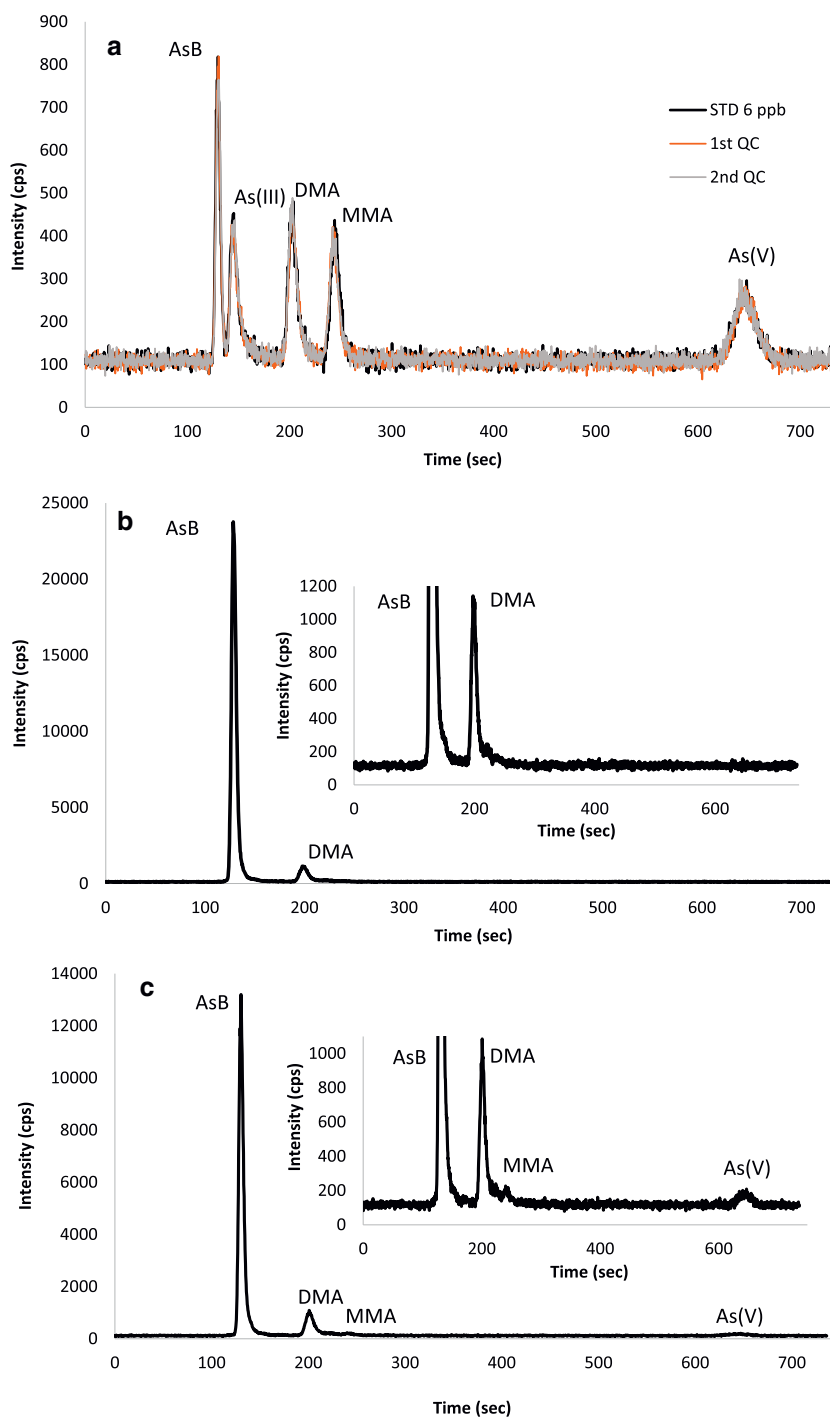 a
900
800
700
600
500
400
300
200
100
0
Intensity (cps)
AsB
As(III)
DMA
MMA
As(V)
STD 6 ppb
1st QC
2nd QC
0 100 200 300 400 500 600 700
Time (sec)
b
25000
20000
15000
10000
5000
0
Intensity (cps)
AsB
DMA
1200
1000
800
600
400
200
0
Intensity (cps)
AsB
DMA
0 200 400 600
Time (sec)
0 100 200 300 400 500 600 700
Time (sec)
c
14000
12000
10000
8000
6000
4000
2000
0
Intensity (cps)
AsB
DMA
MMA
As(V)
1000
800
600
400
200
0
Intensity (cps)
AsB
DMA
MMA
As(V)
0 200 400 600
Time (sec)
0 100 200 300 400 500 600 700
Time (sec)